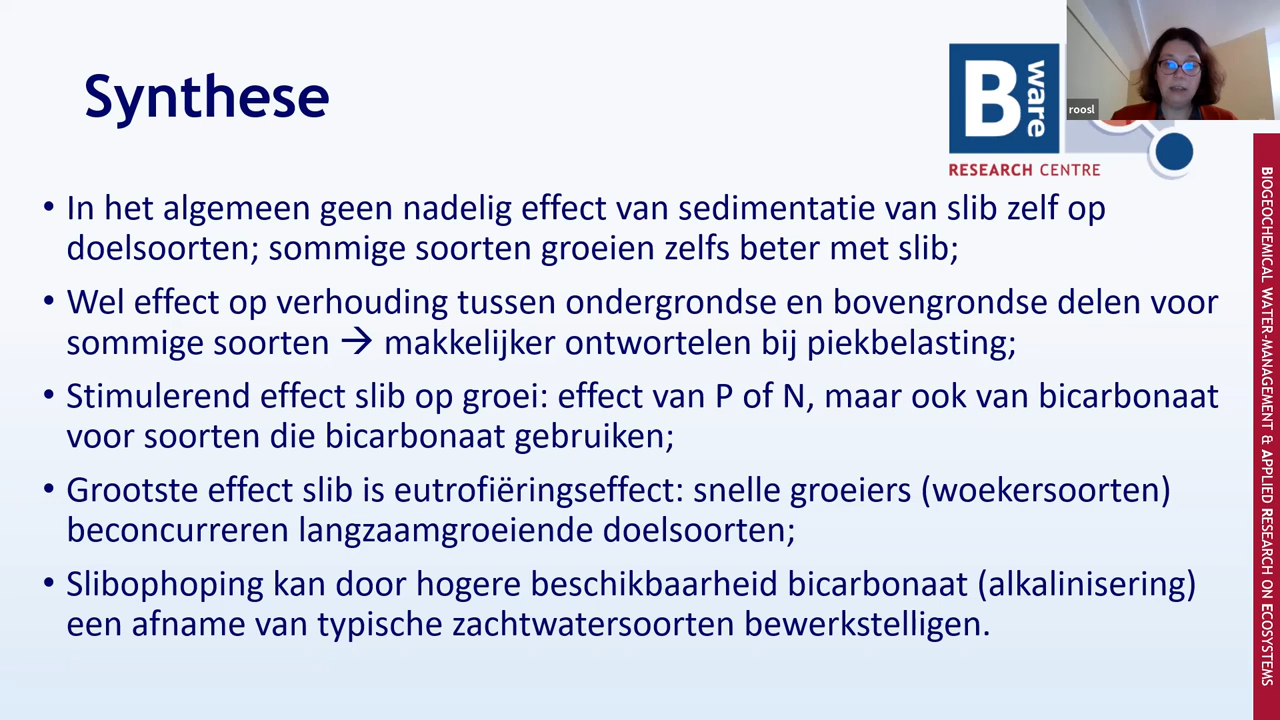 Synthese
B
ware
RESEARCH CENTRE
roosl
• In het algemeen geen nadelig effect van sedimentatie van slib zelf op
doelsoorten; sommige soorten groeien zelfs beter met slib;
• Wel effect op verhouding tussen ondergrondse en bovengrondse delen voor
sommige soorten → makkelijker ontwortelen bij piekbelasting;
• Stimulerend effect slib op groei: effect van P of N, maar ook van bicarbonaat
voor soorten die bicarbonaat gebruiken;
• Grootste effect slib is eutrofiëringseffect: snelle groeiers (woekersoorten)
beconcurreren langzaamgroeiende doelsoorten;
• Slibophoping kan door hogere beschikbaarheid bicarbonaat (alkalinisering)
een afname van typische zachtwatersoorten bewerkstelligen.
BIOGEOCHEMICAL WATER-MANAGEMENT & APPLIED RESEARCH ON ECOSYSTEMS